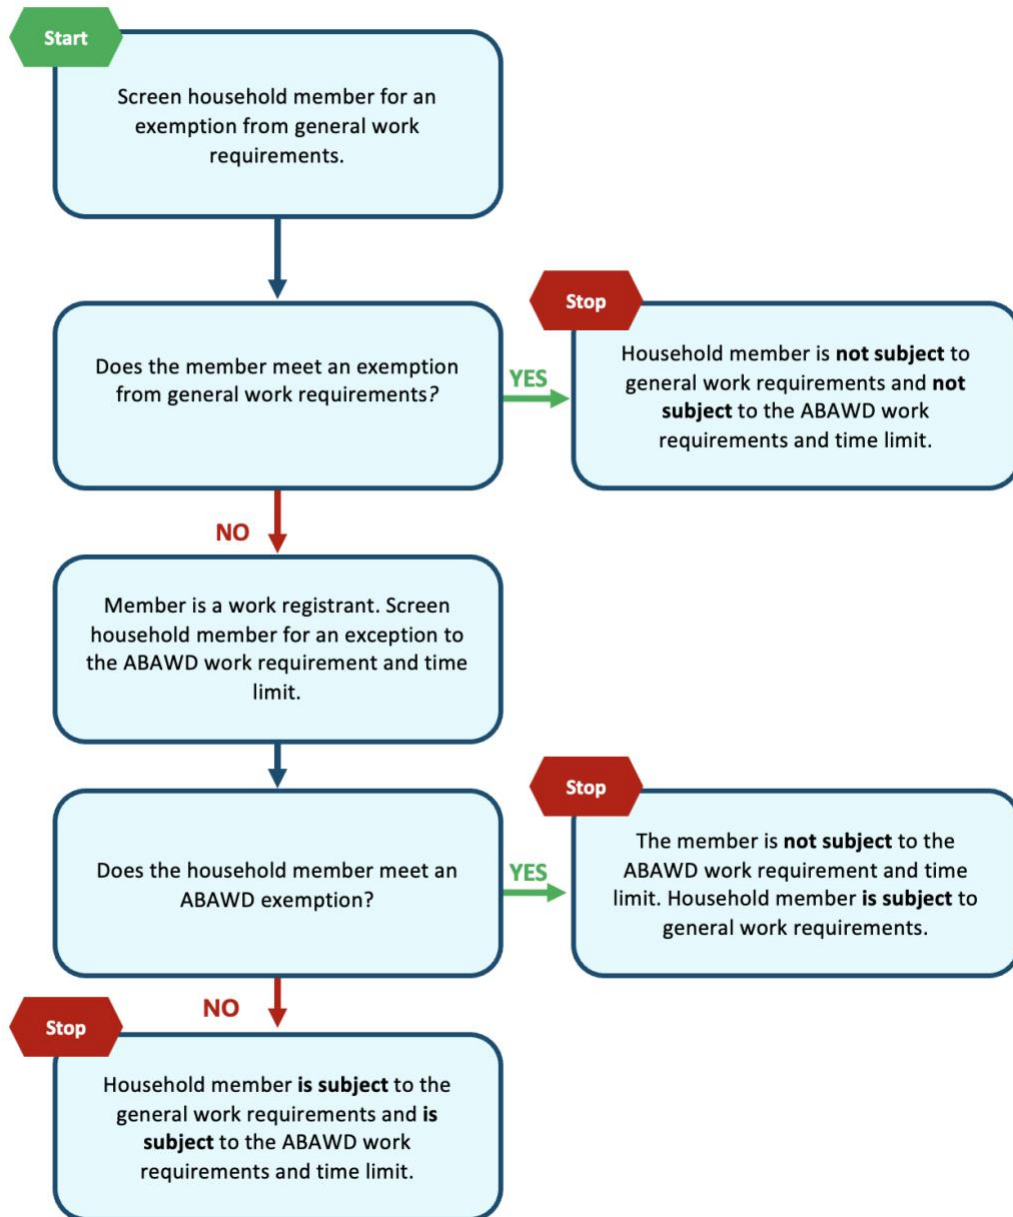 Start
Screen household member for an
exemption from general work
requirements.
Does the member meet an exemption
from general work requirements?
YES
Stop
Household member is not subject to
general work requirements and not
subject to the ABAWD work
requirements and time limit.
NO
Member is a work registrant. Screen
household member for an exception to
the ABAWD work requirement and time
limit.
Does the household member meet an
ABAWD exemption?
YES
Stop
The member is not subject to the
ABAWD work requirement and time
limit. Household member is subject to
general work requirements.
NO
Stop
Household member is subject to the
general work requirements and is
subject to the ABAWD work
requirements and time limit.